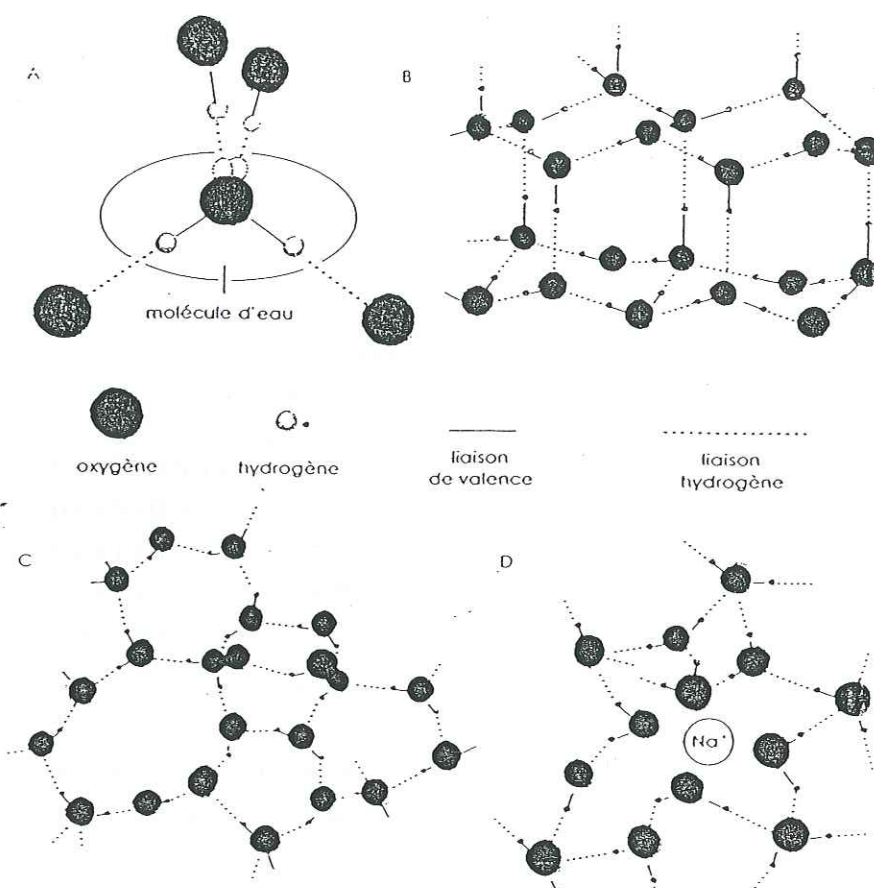 A
B
molécule d'eau
oxygène
hydrogène
liaison
de valence
liaison
hydrogène
C
D
Na⁺